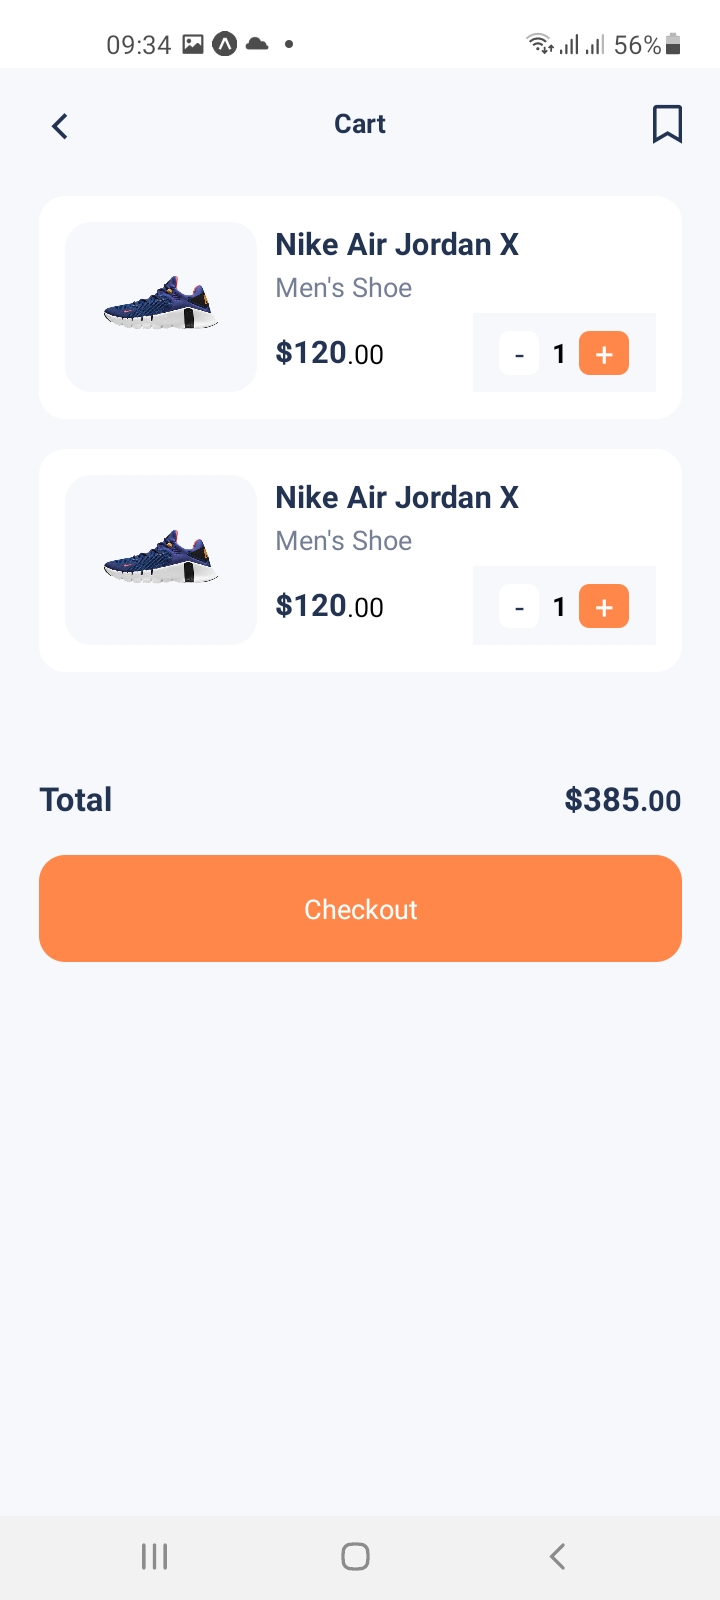 09:34 56%
Cart
Nike Air Jordan X
Men's Shoe
$120.00 - 1 +
Nike Air Jordan X
Men's Shoe
$120.00 - 1 +
Total $385.00
Checkout